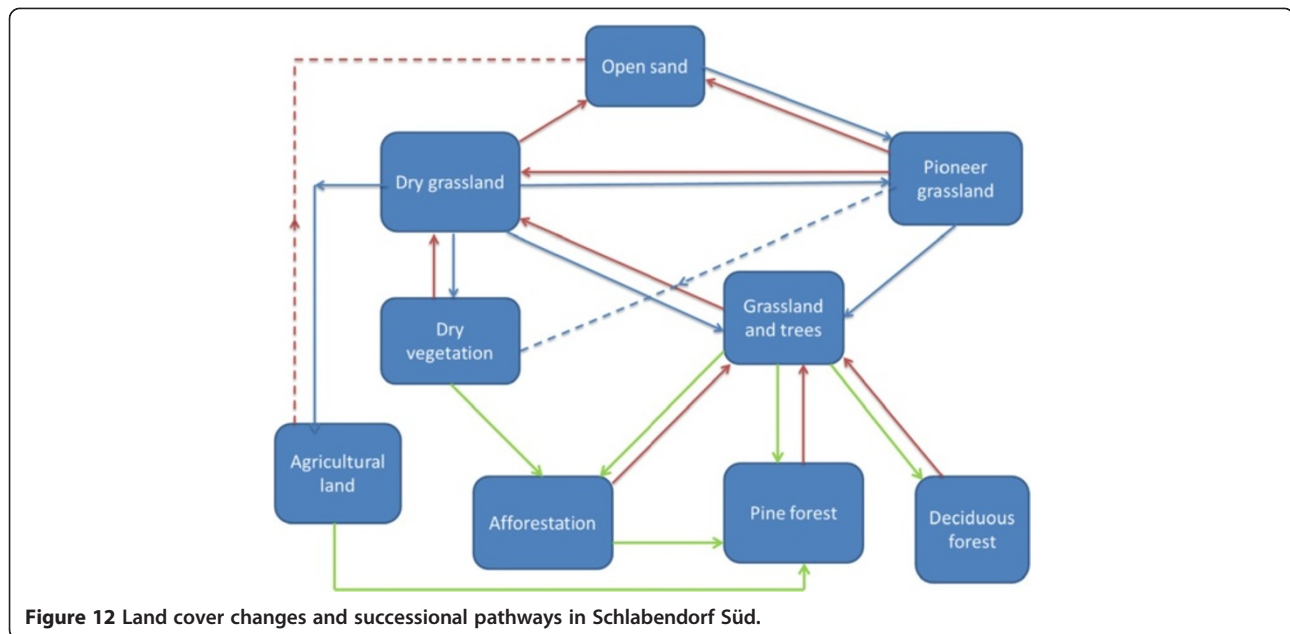 Open sand
Dry grassland
Pioneer
grassland
Grassland
and trees
Dry
vegetation
Agricultural
land
Afforestation
Pine forest
Deciduous
forest
Figure 12 Land cover changes and successional pathways in Schlabendorf Süd.